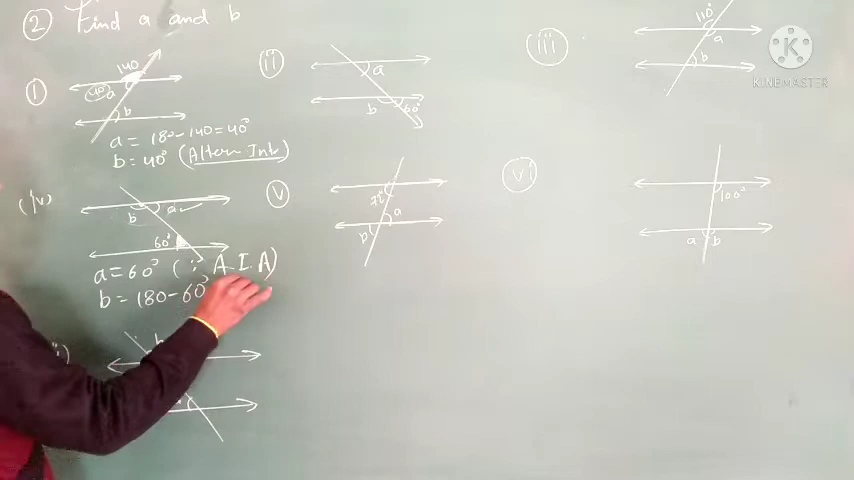 ② Find a and b
①
140
40°
a
b
a = 180 - 140 = 40°
b = 40° (Altern Int)
ii
a
b
60°
iii
110°
a
b
K
KINEMASTER
(iv)
b
a
60°
a = 60° (∵ A.I.A)
b = 180 - 60°
v
a
b
vi
100°
a
b